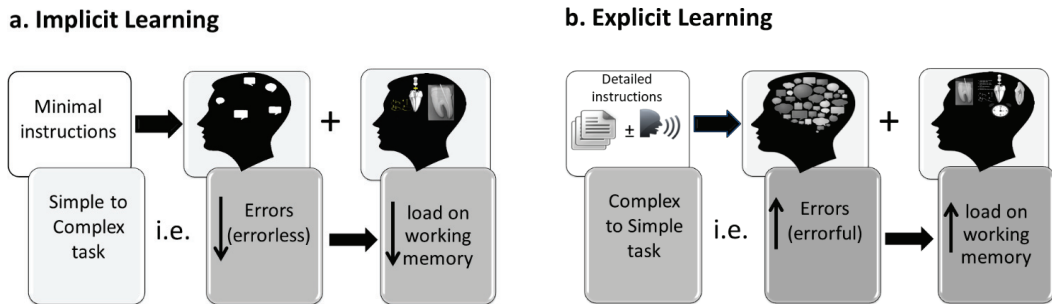 a. Implicit Learning
Minimal
instructions
+
Simple to
Complex
task
i.e.
Errors
(errorless)
load on
working
memory
b. Explicit Learning
Detailed
instructions
±
+
Complex
to Simple
task
i.e.
Errors
(errorful)
load on
working
memory